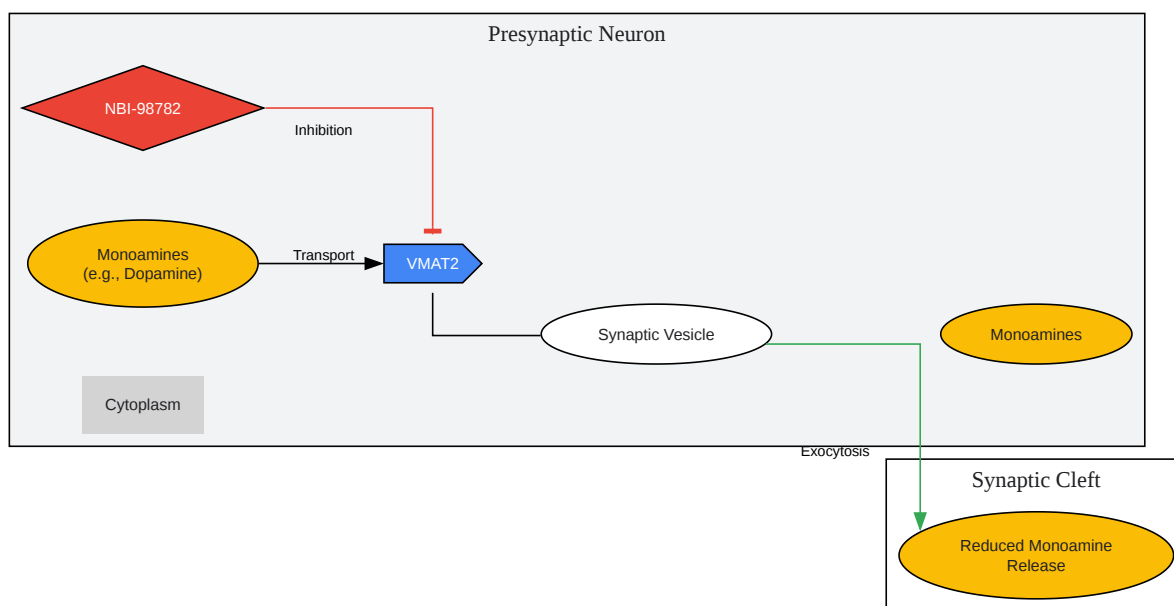 Presynaptic Neuron
NBI-98782
Inhibition
Monoamines
(e.g., Dopamine)
Transport
VMAT2
Synaptic Vesicle
Monoamines
Cytoplasm
Exocytosis
Synaptic Cleft
Reduced Monoamine
Release